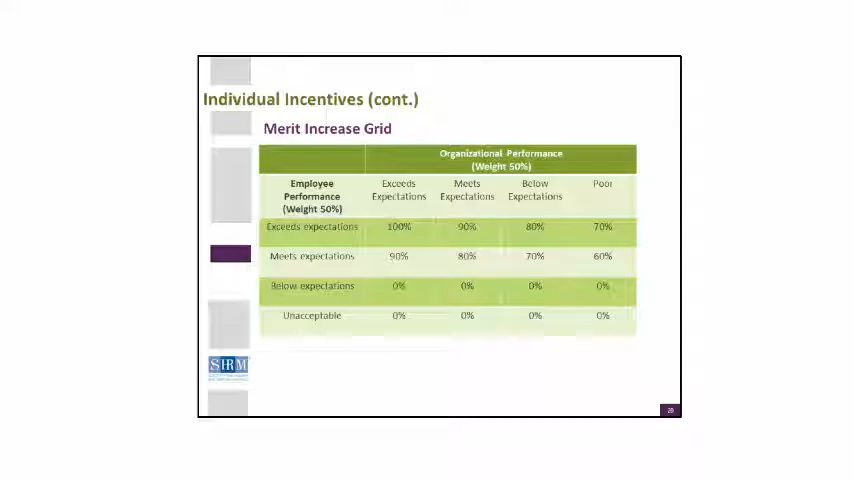 Individual Incentives (cont.)
Merit Increase Grid
Organizational Performance
(Weight 50%)
Employee Performance (Weight 50%) Exceeds Expectations Meets Expectations Below Expectations Poor
Exceeds expectations 100% 90% 80% 70%
Meets expectations 90% 80% 70% 60%
Below expectations 0% 0% 0% 0%
Unacceptable 0% 0% 0% 0%
SHRM